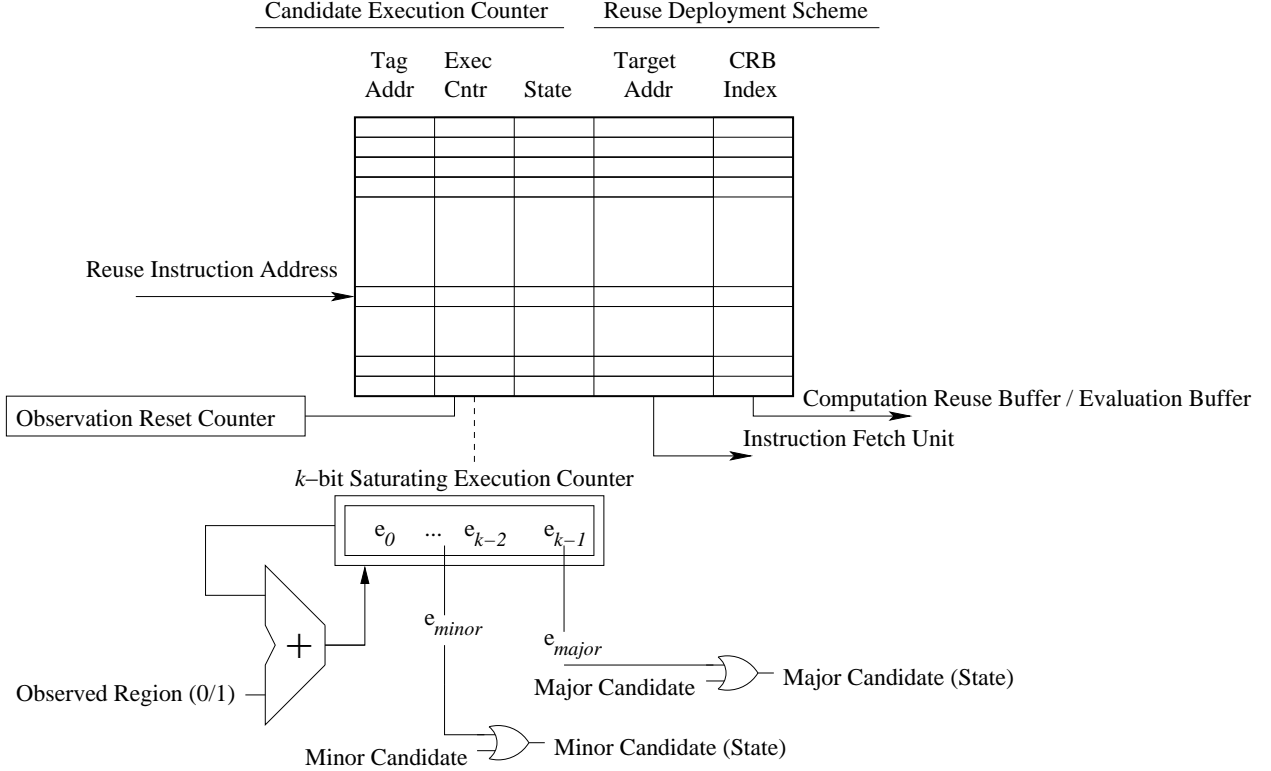 Candidate Execution Counter
Reuse Deployment Scheme
Tag Addr
Exec Cntr
State
Target Addr
CRB Index
Reuse Instruction Address
Observation Reset Counter
Computation Reuse Buffer / Evaluation Buffer
Instruction Fetch Unit
k−bit Saturating Execution Counter
e0 ... ek−2 ek−1
eminor
emajor
+
Observed Region (0/1)
Major Candidate
Major Candidate (State)
Minor Candidate
Minor Candidate (State)